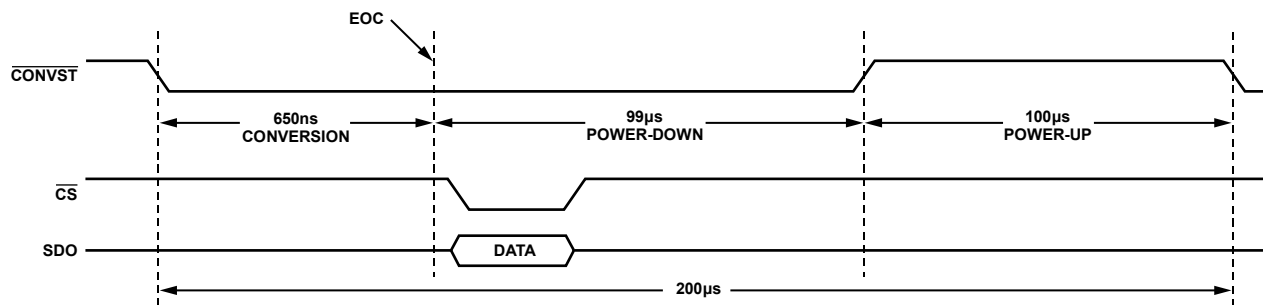 EOC
CONVST
650ns
CONVERSION
99µs
POWER-DOWN
100µs
POWER-UP
CS
SDO
DATA
200µs